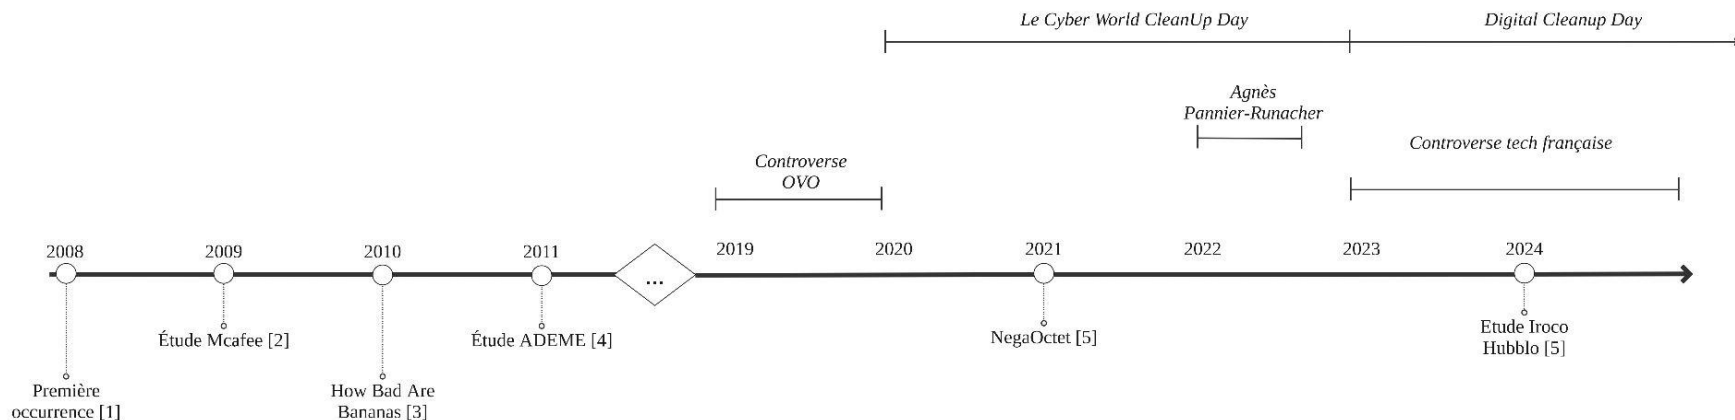 Le Cyber World CleanUp Day
Digital Cleanup Day
Agnès
Pannier-Runacher
Controverse tech française
Controverse
OVO
2008
2009
2010
2011
2019
2020
2021
2022
2023
2024
...
Étude Mcafee [2]
Étude ADEME [4]
NegaOctet [5]
Etude Iroco
Hubblo [5]
Première
occurrence [1]
How Bad Are
Bananas [3]